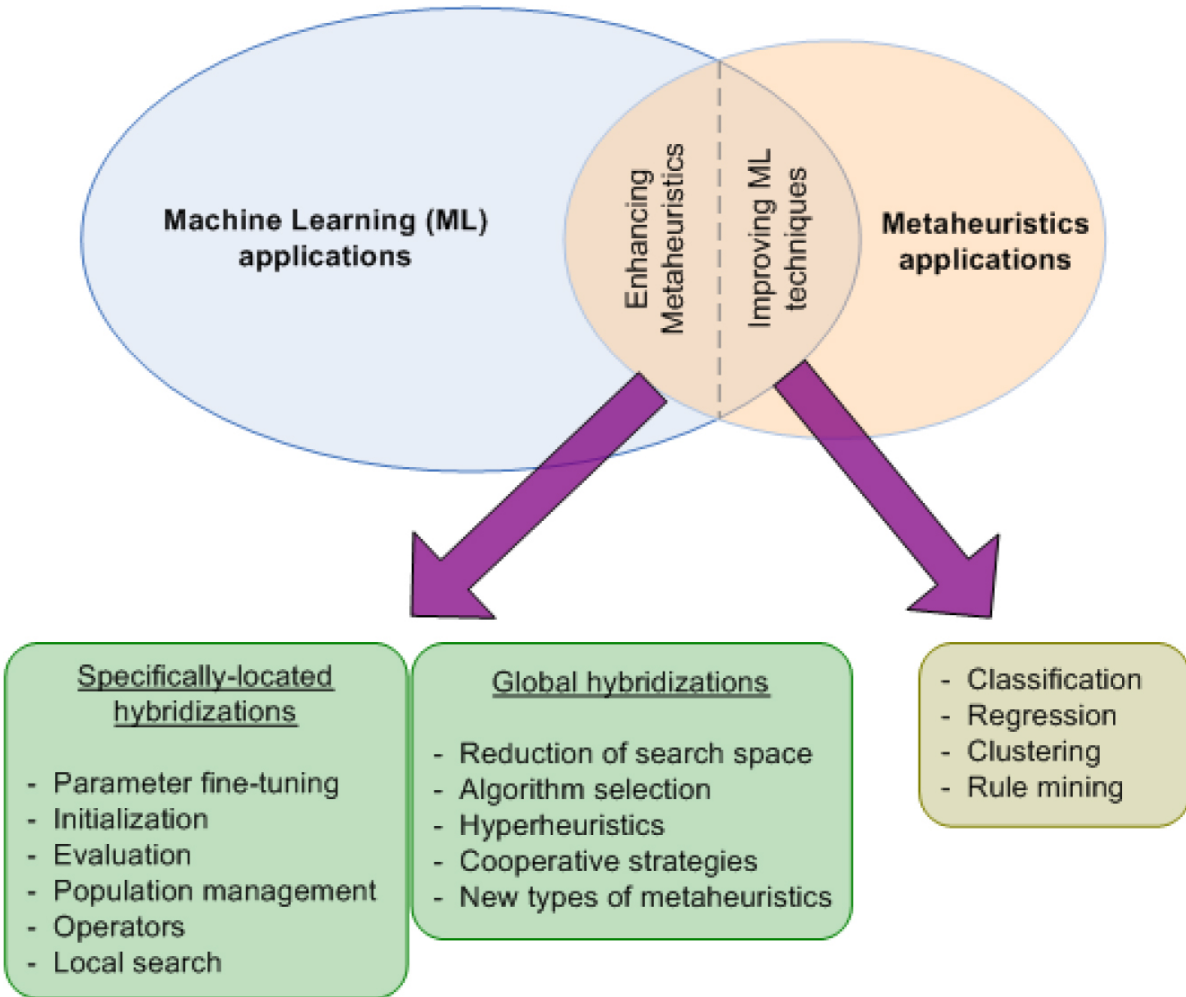 Machine Learning (ML)
applications
Enhancing
Metaheuristics
Improving ML
techniques
Metaheuristics
applications
Specifically-located
hybridizations
- Parameter fine-tuning
- Initialization
- Evaluation
- Population management
- Operators
- Local search
Global hybridizations
- Reduction of search space
- Algorithm selection
- Hyperheuristics
- Cooperative strategies
- New types of metaheuristics
- Classification
- Regression
- Clustering
- Rule mining